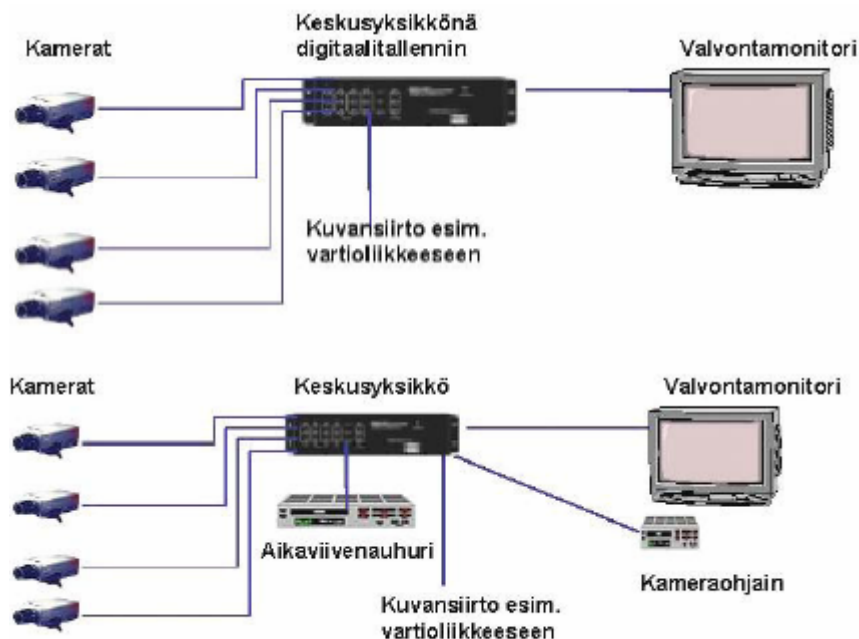 Kamerat
Keskusyksikkönä
digitaalitallennin
Valvontamonitori
Kuvansiirto esim.
vartioliikkeeseen
Kamerat
Keskusyksikkö
Valvontamonitori
Aikaviivenauhuri
Kameraohjain
Kuvansiirto esim.
vartioliikkeeseen